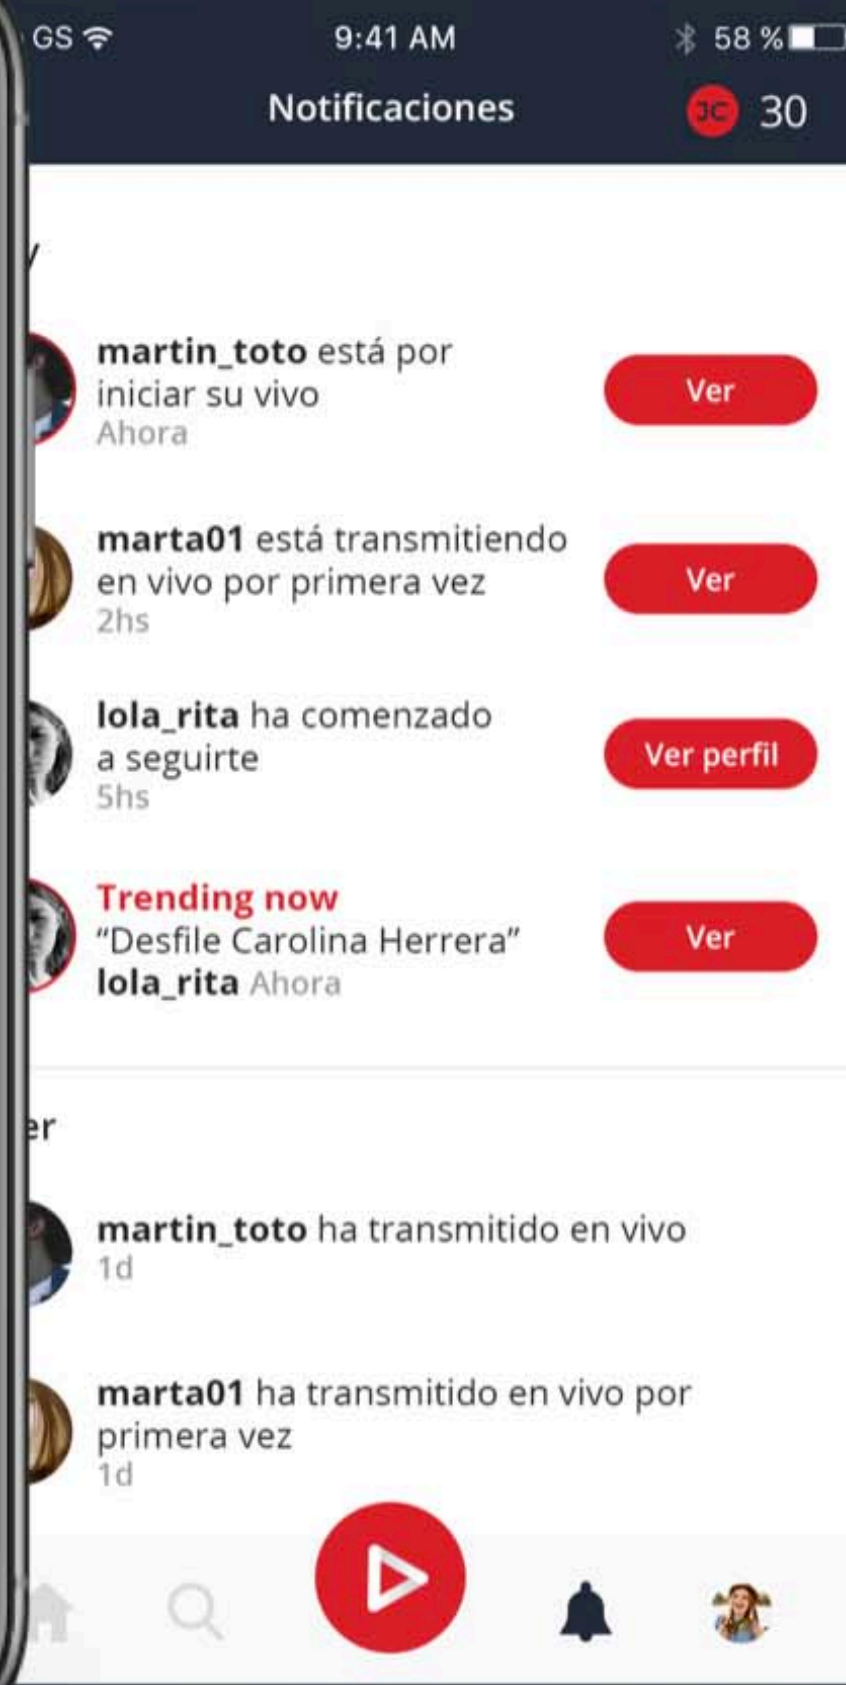 GS 9:41 AM 58 %
Notificaciones JC 30
y
martin_toto está por
iniciar su vivo
Ahora
Ver
marta01 está transmitiendo
en vivo por primera vez
2hs
Ver
lola_rita ha comenzado
a seguirte
5hs
Ver perfil
Trending now
“Desfile Carolina Herrera”
lola_rita Ahora
Ver
er
martin_toto ha transmitido en vivo
1d
marta01 ha transmitido en vivo por
primera vez
1d